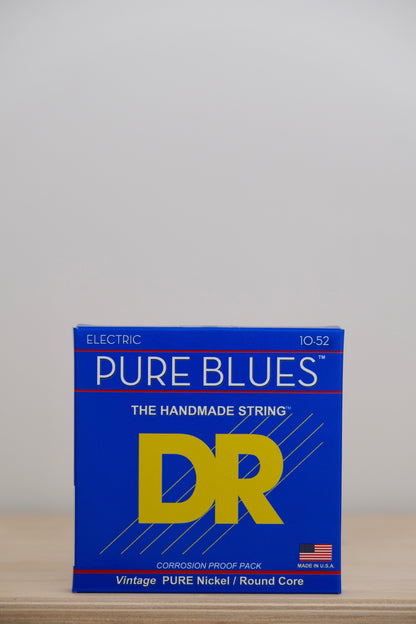 ELECTRIC 10-52
PURE BLUES™
THE HANDMADE STRING™
DR
MADE IN U.S.A.
CORROSION PROOF PACK
Vintage PURE Nickel / Round Core